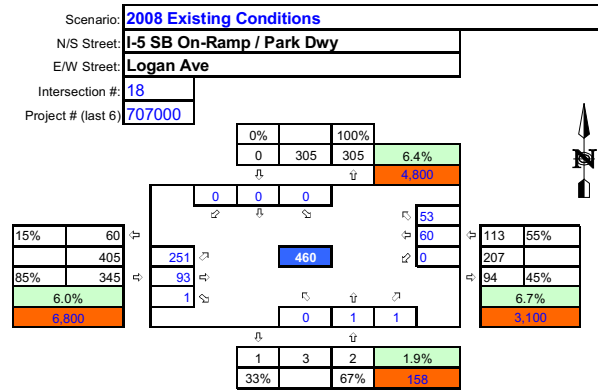 Scenario: 2008 Existing Conditions
N/S Street: I-5 SB On-Ramp / Park Dwy
E/W Street: Logan Ave
Intersection #: 18
Project # (last 6) 707000
0% 100%
0 305 305 6.4%
⇩ ⇧ 4,800
N
0 0 0
53
15% 60 60 113 55%
405 251 460 0 207
85% 345 93 94 45%
6.0% 1 6.7%
6,800 0 1 1 3,100
⇩ ⇧
1 3 2 1.9%
33% 67% 158